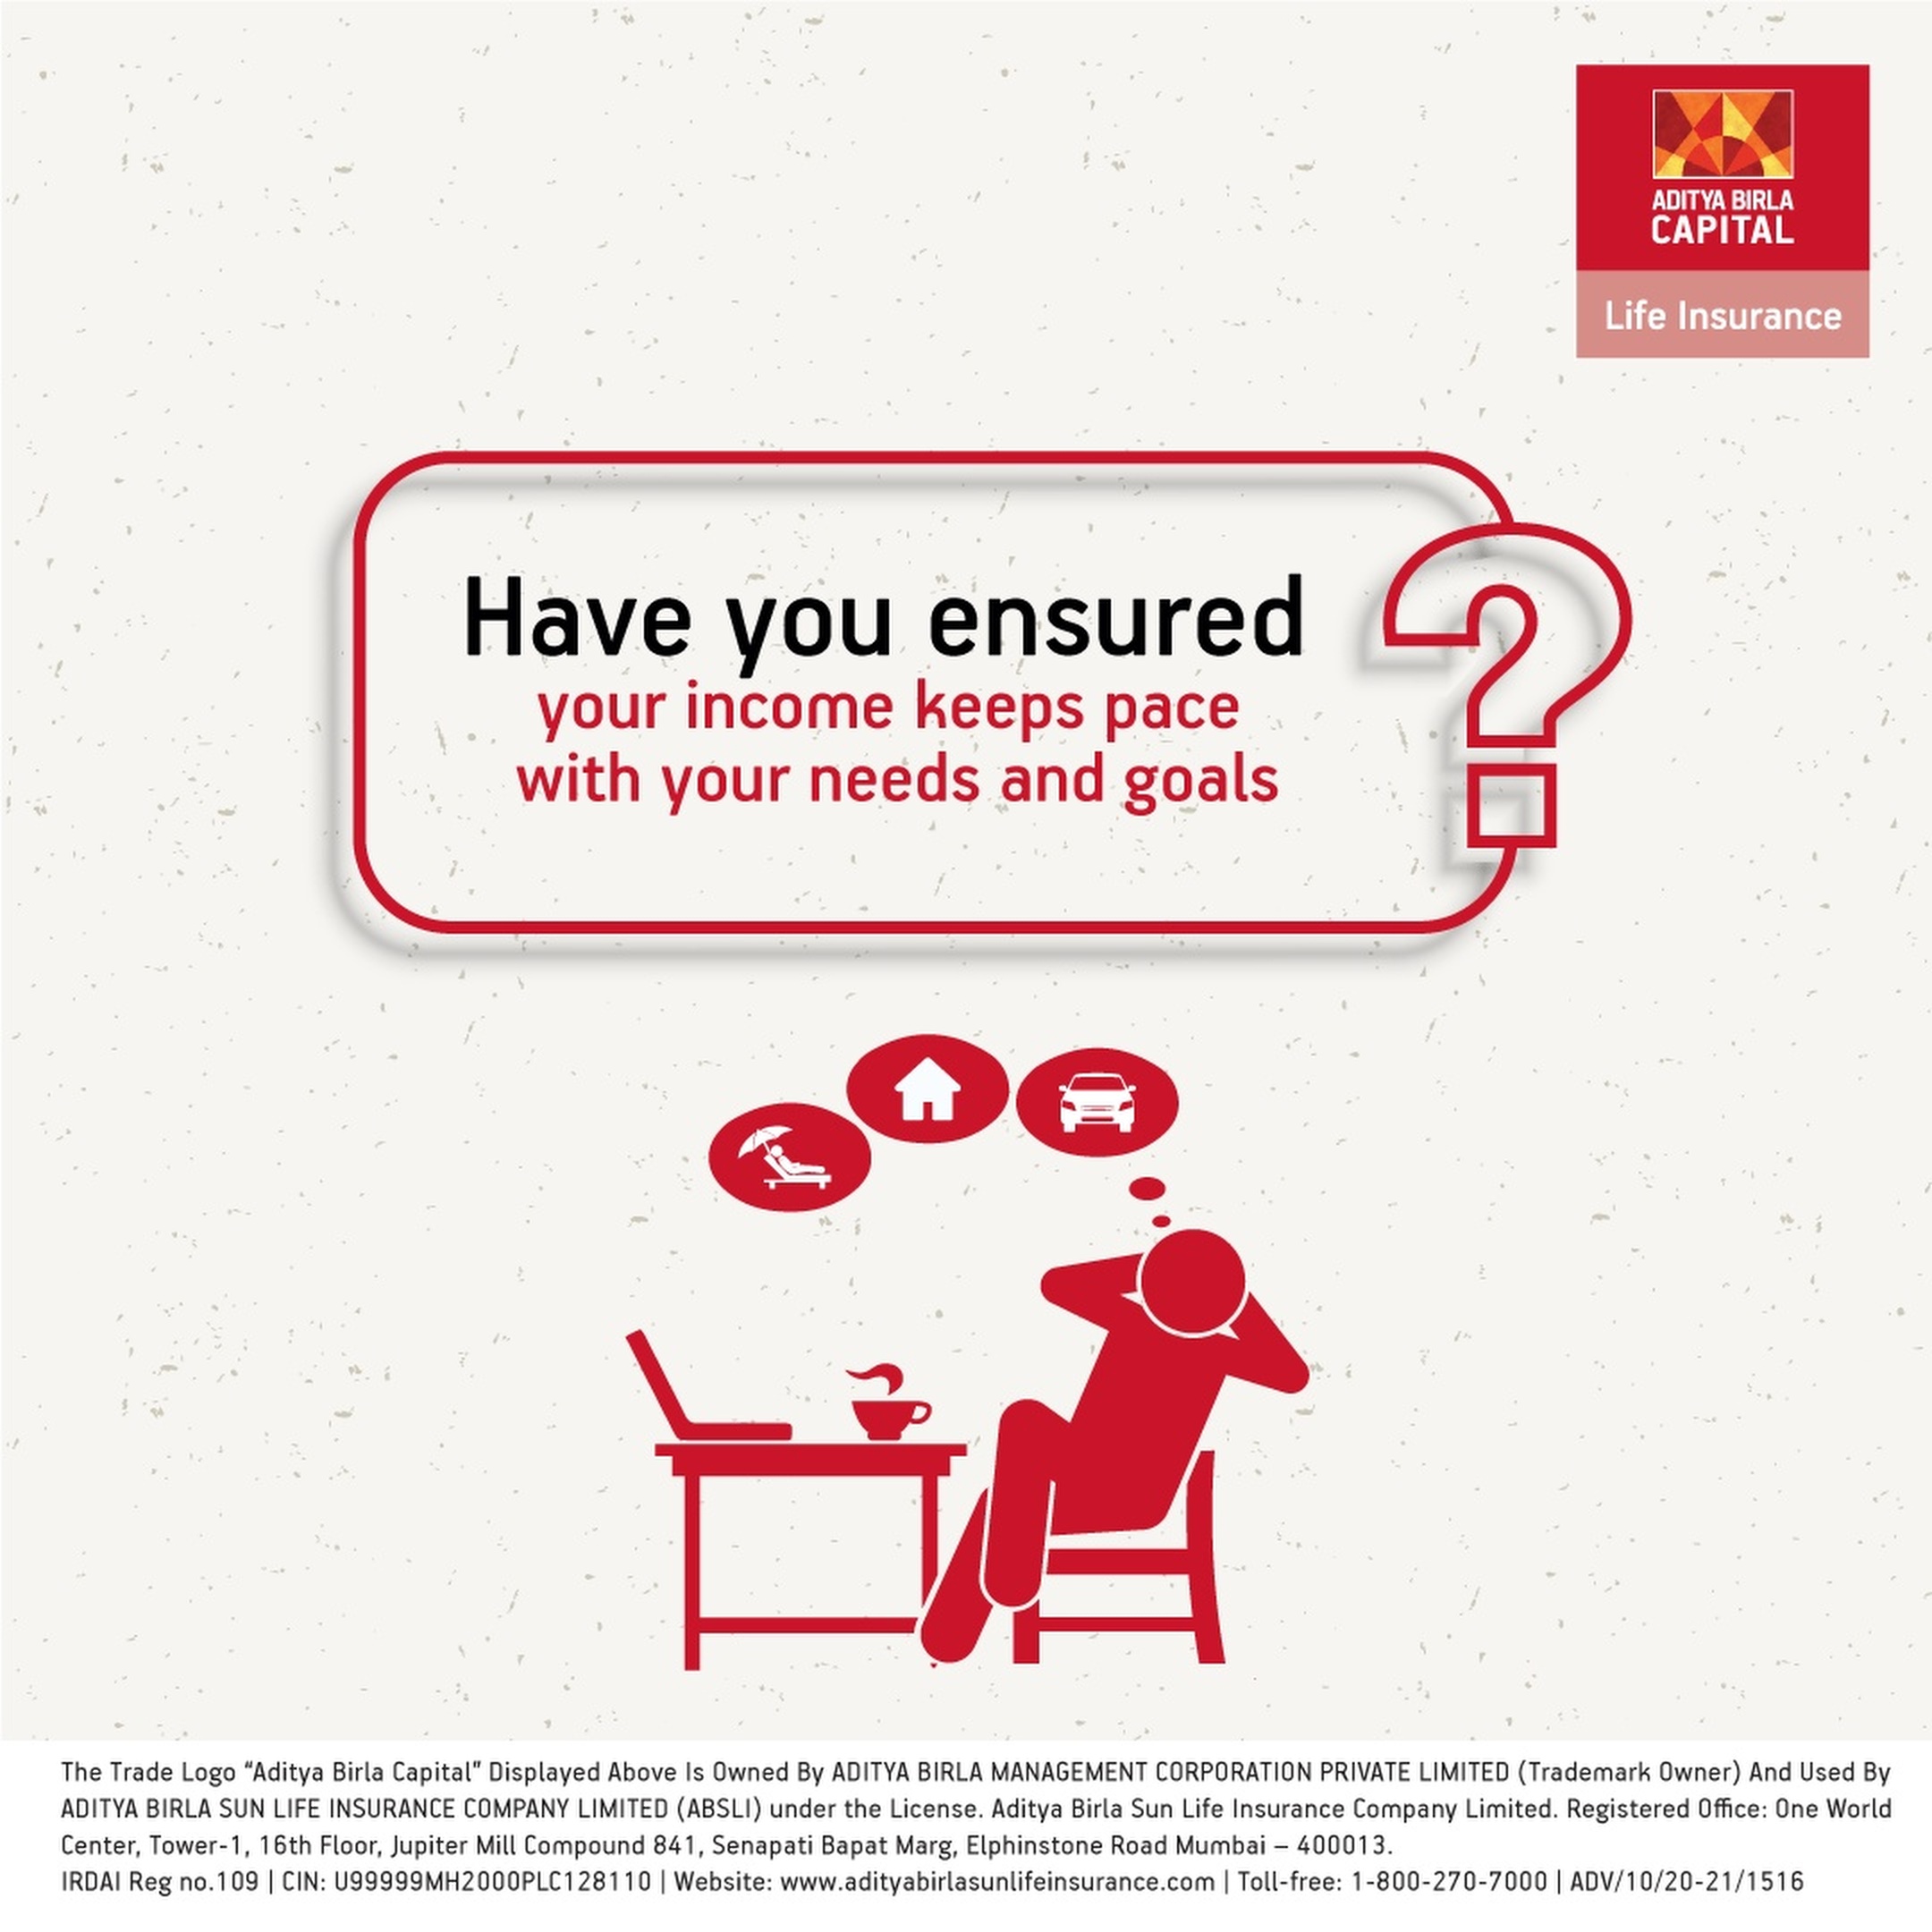 ADITYA BIRLA
CAPITAL
Life Insurance
Have you ensured
your income keeps pace
with your needs and goals
?
The Trade Logo “Aditya Birla Capital” Displayed Above Is Owned By ADITYA BIRLA MANAGEMENT CORPORATION PRIVATE LIMITED (Trademark Owner) And Used By
ADITYA BIRLA SUN LIFE INSURANCE COMPANY LIMITED (ABSLI) under the License. Aditya Birla Sun Life Insurance Company Limited. Registered Office: One World
Center, Tower-1, 16th Floor, Jupiter Mill Compound 841, Senapati Bapat Marg, Elphinstone Road Mumbai – 400013.
IRDAI Reg no.109 | CIN: U99999MH2000PLC128110 | Website: www.adityabirlasunlifeinsurance.com | Toll-free: 1-800-270-7000 | ADV/10/20-21/1516